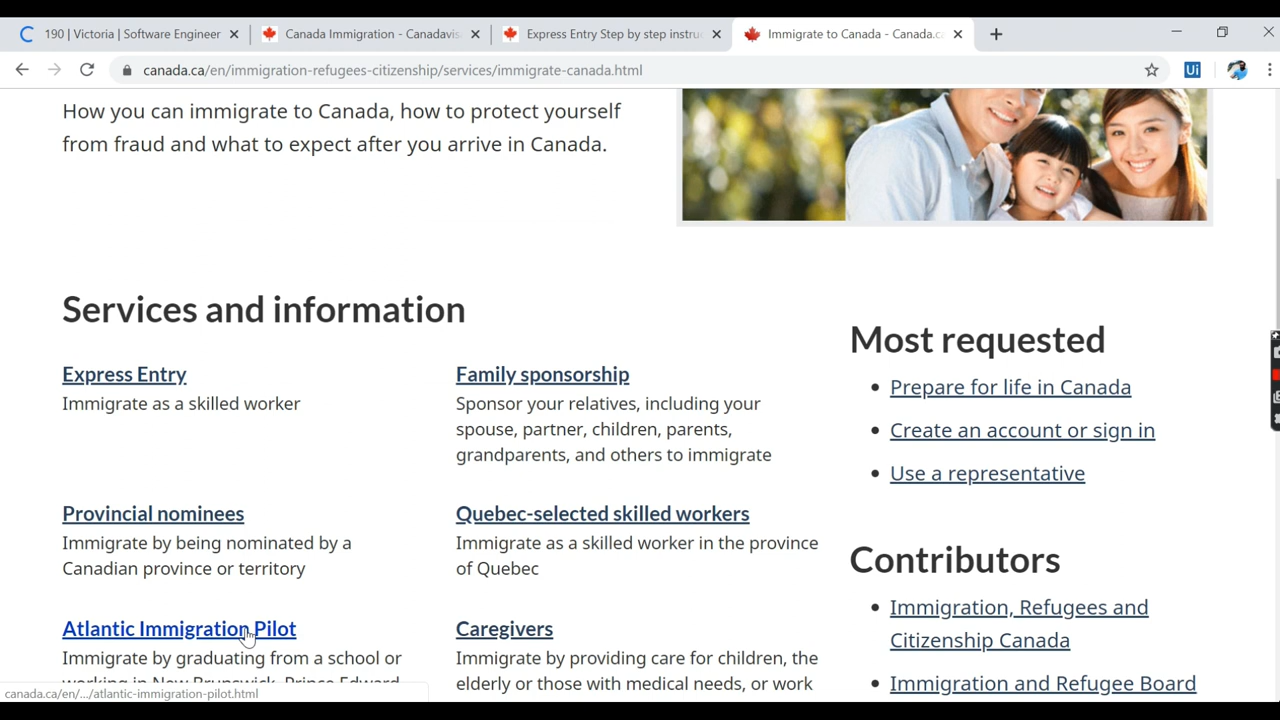 190 | Victoria | Software Engineer
Canada Immigration - Canadavis
Express Entry Step by step instru
Immigrate to Canada - Canada.c
canada.ca/en/immigration-refugees-citizenship/services/immigrate-canada.html
Ui
How you can immigrate to Canada, how to protect yourself
from fraud and what to expect after you arrive in Canada.
Services and information
Express Entry
Immigrate as a skilled worker
Family sponsorship
Sponsor your relatives, including your
spouse, partner, children, parents,
grandparents, and others to immigrate
Provincial nominees
Immigrate by being nominated by a
Canadian province or territory
Quebec-selected skilled workers
Immigrate as a skilled worker in the province
of Quebec
Atlantic Immigration Pilot
Immigrate by graduating from a school or
working in New Brunswick, Prince Edward
Caregivers
Immigrate by providing care for children, the
elderly or those with medical needs, or work
Most requested
Prepare for life in Canada
Create an account or sign in
Use a representative
Contributors
Immigration, Refugees and
Citizenship Canada
Immigration and Refugee Board
canada.ca/en/.../atlantic-immigration-pilot.html